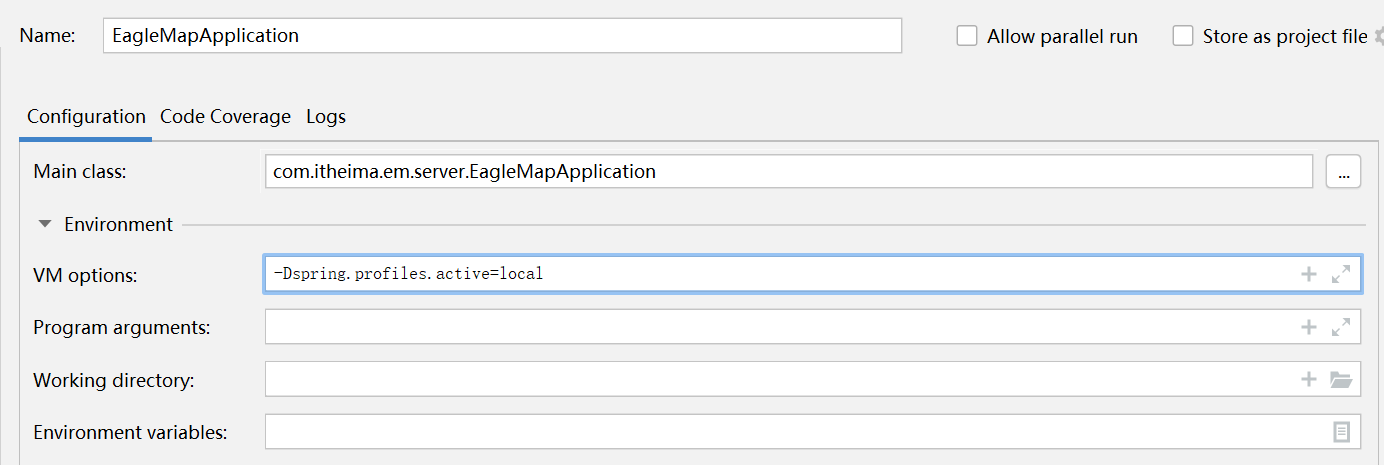 Name: EagleMapApplication Allow parallel run Store as project file
Configuration Code Coverage Logs
Main class: com.itheima.em.server.EagleMapApplication ...
Environment
VM options: -Dspring.profiles.active=local
Program arguments:
Working directory:
Environment variables: